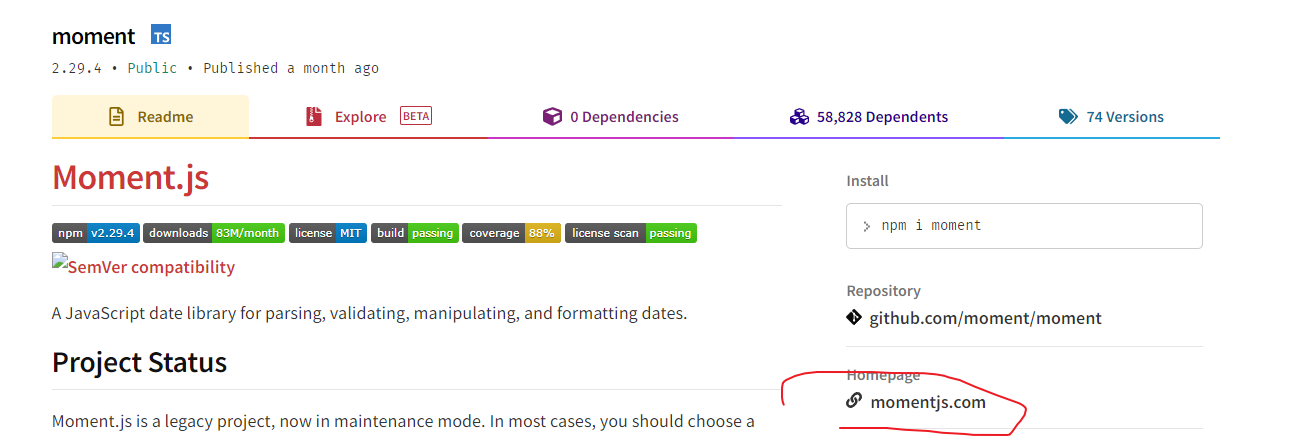 moment TS
2.29.4 • Public • Published a month ago
Readme
Explore BETA
0 Dependencies
58,828 Dependents
74 Versions
Moment.js
npm v2.29.4 downloads 83M/month license MIT build passing coverage 88% license scan passing
SemVer compatibility
A JavaScript date library for parsing, validating, manipulating, and formatting dates.
Project Status
Moment.js is a legacy project, now in maintenance mode. In most cases, you should choose a
Install
> npm i moment
Repository
github.com/moment/moment
Homepage
momentjs.com